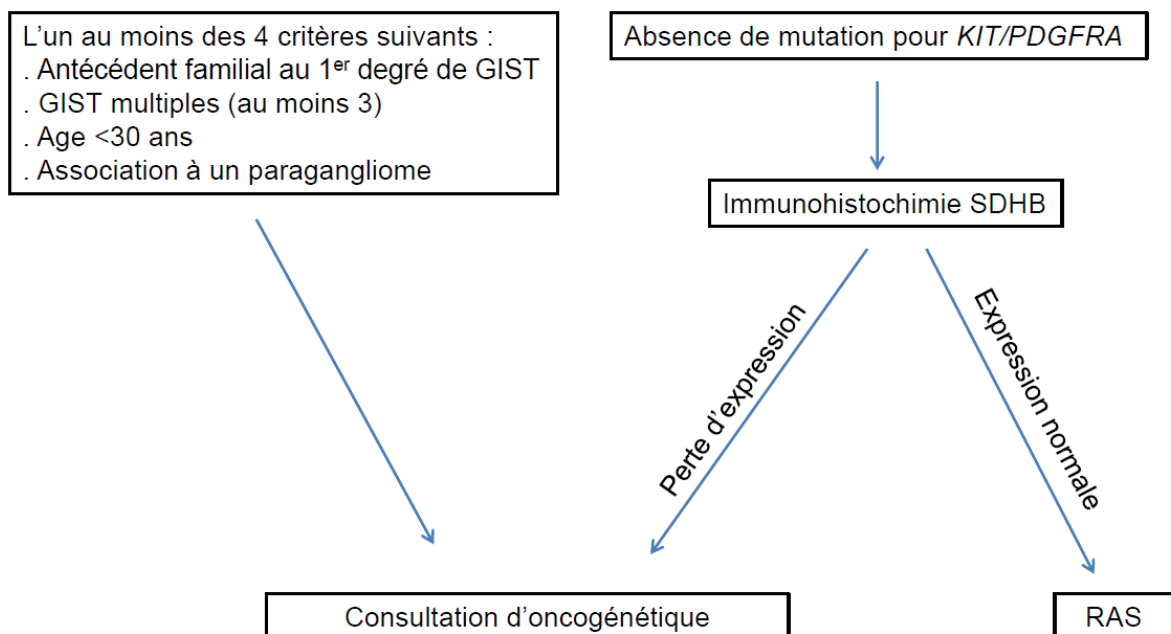 L'un au moins des 4 critères suivants :
. Antécédent familial au 1er degré de GIST
. GIST multiples (au moins 3)
. Age <30 ans
. Association à un paragangliome
Absence de mutation pour KIT/PDGFRA
Immunohistochimie SDHB
Perte d'expression
Expression normale
Consultation d'oncogénétique
RAS